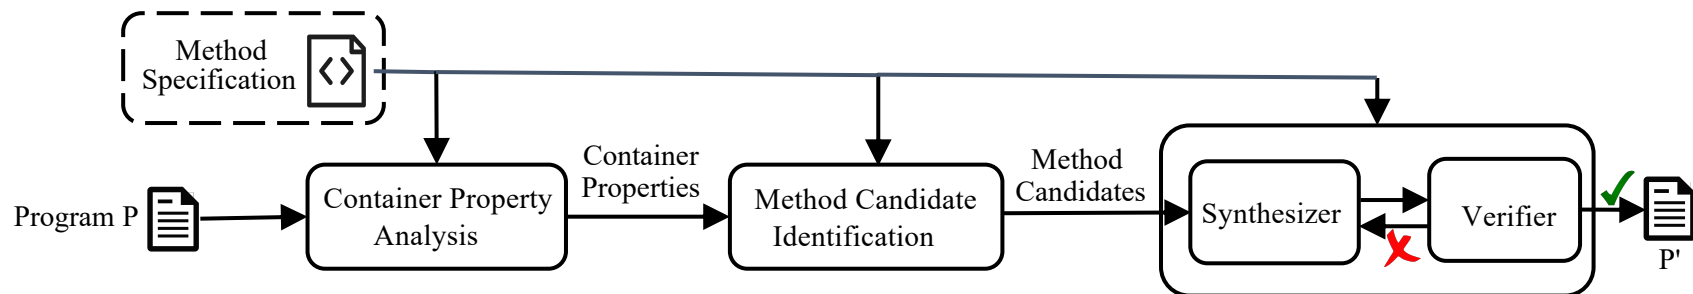 Method
Specification
Program P
Container Property
Analysis
Container
Properties
Method Candidate
Identification
Method
Candidates
Synthesizer
Verifier
P'